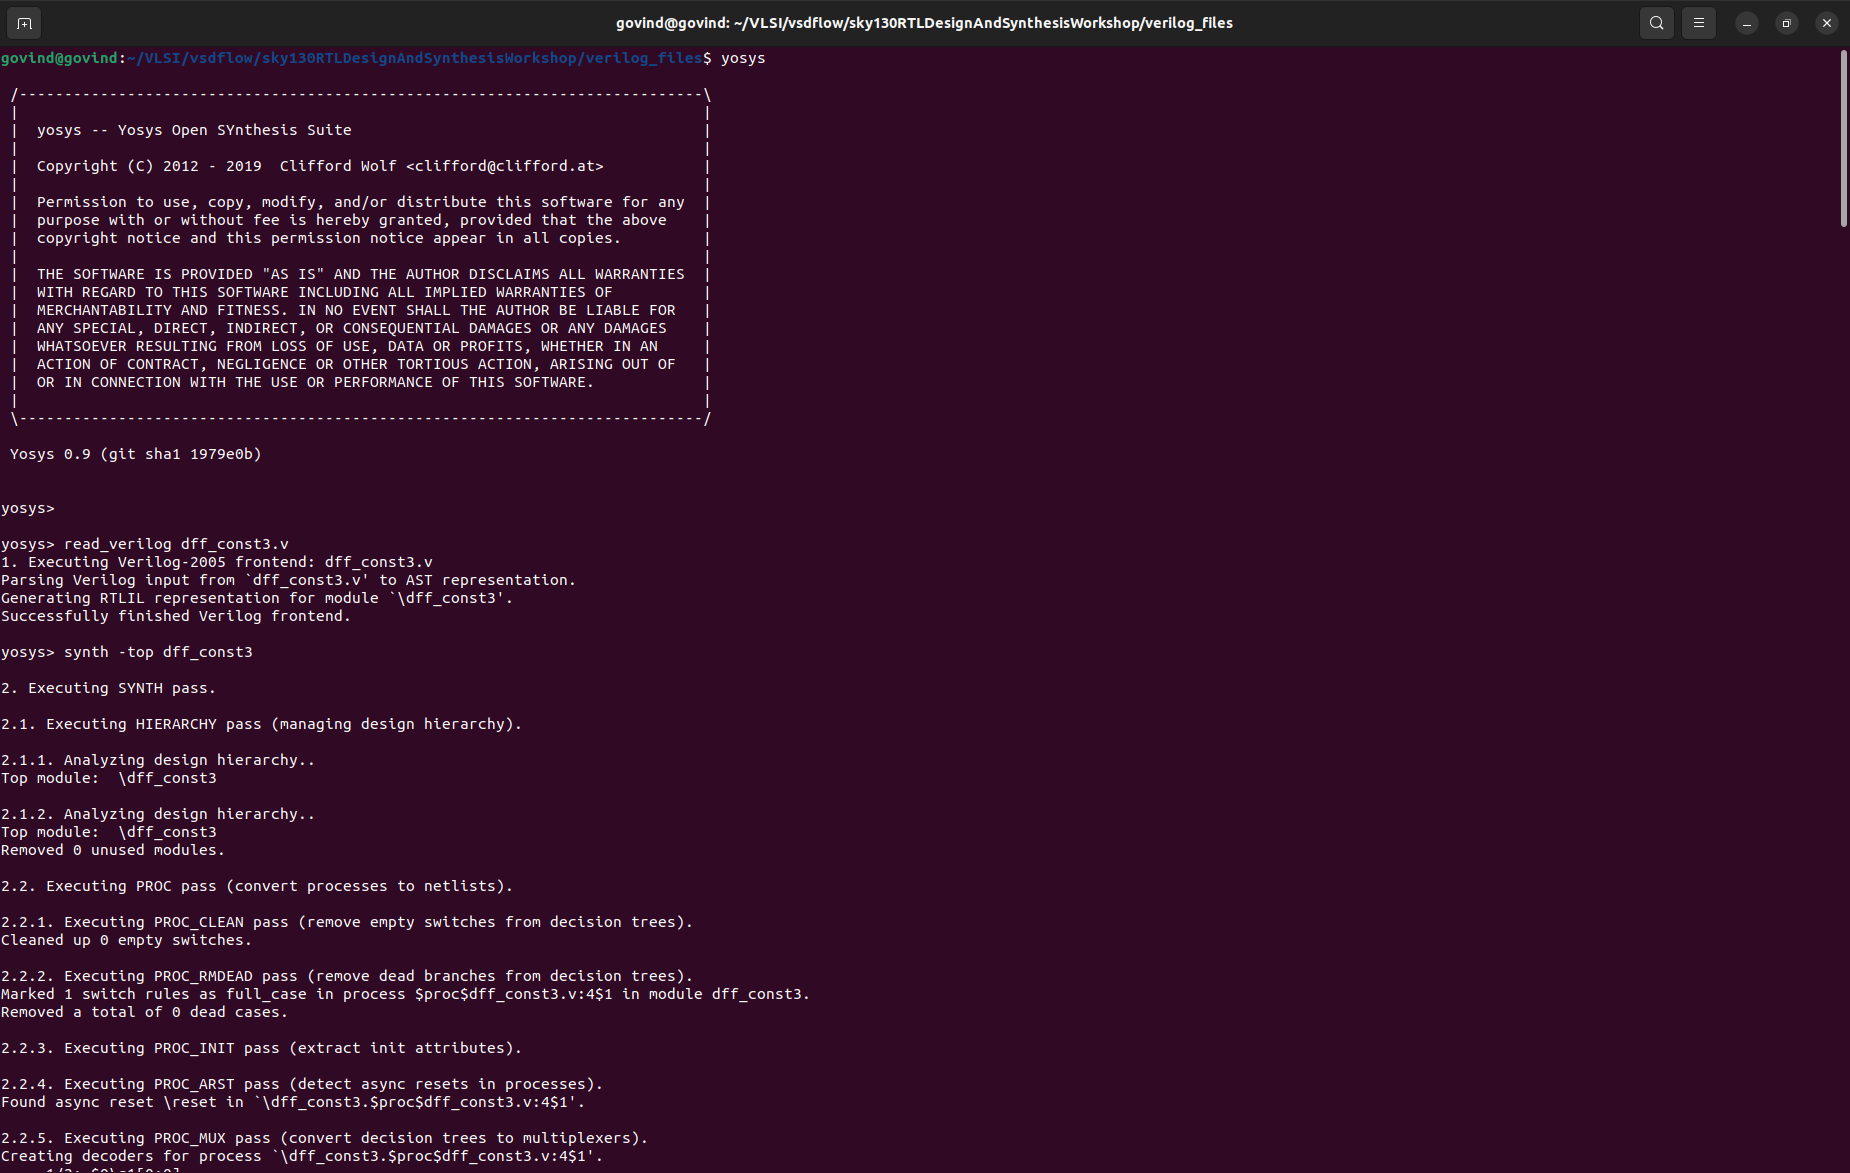 govind@govind: ~/VLSI/vsdflow/sky130RTLDesignAndSynthesisWorkshop/verilog_files
govind@govind:~/VLSI/vsdflow/sky130RTLDesignAndSynthesisWorkshop/verilog_files$ yosys
/----------------------------------------------------------------------------\
|                                                                            |
|  yosys -- Yosys Open SYnthesis Suite                                       |
|                                                                            |
|  Copyright (C) 2012 - 2019  Clifford Wolf <clifford@clifford.at>           |
|                                                                            |
|  Permission to use, copy, modify, and/or distribute this software for any  |
|  purpose with or without fee is hereby granted, provided that the above    |
|  copyright notice and this permission notice appear in all copies.         |
|                                                                            |
|  THE SOFTWARE IS PROVIDED "AS IS" AND THE AUTHOR DISCLAIMS ALL WARRANTIES  |
|  WITH REGARD TO THIS SOFTWARE INCLUDING ALL IMPLIED WARRANTIES OF          |
|  MERCHANTABILITY AND FITNESS. IN NO EVENT SHALL THE AUTHOR BE LIABLE FOR   |
|  ANY SPECIAL, DIRECT, INDIRECT, OR CONSEQUENTIAL DAMAGES OR ANY DAMAGES    |
|  WHATSOEVER RESULTING FROM LOSS OF USE, DATA OR PROFITS, WHETHER IN AN     |
|  ACTION OF CONTRACT, NEGLIGENCE OR OTHER TORTIOUS ACTION, ARISING OUT OF   |
|  OR IN CONNECTION WITH THE USE OR PERFORMANCE OF THIS SOFTWARE.            |
|                                                                            |
\----------------------------------------------------------------------------/
Yosys 0.9 (git sha1 1979e0b)
yosys>
yosys> read_verilog dff_const3.v
1. Executing Verilog-2005 frontend: dff_const3.v
Parsing Verilog input from `dff_const3.v' to AST representation.
Generating RTLIL representation for module `\dff_const3'.
Successfully finished Verilog frontend.
yosys> synth -top dff_const3
2. Executing SYNTH pass.
2.1. Executing HIERARCHY pass (managing design hierarchy).
2.1.1. Analyzing design hierarchy..
Top module:  \dff_const3
2.1.2. Analyzing design hierarchy..
Top module:  \dff_const3
Removed 0 unused modules.
2.2. Executing PROC pass (convert processes to netlists).
2.2.1. Executing PROC_CLEAN pass (remove empty switches from decision trees).
Cleaned up 0 empty switches.
2.2.2. Executing PROC_RMDEAD pass (remove dead branches from decision trees).
Marked 1 switch rules as full_case in process $proc$dff_const3.v:4$1 in module dff_const3.
Removed a total of 0 dead cases.
2.2.3. Executing PROC_INIT pass (extract init attributes).
2.2.4. Executing PROC_ARST pass (detect async resets in processes).
Found async reset \reset in `\dff_const3.$proc$dff_const3.v:4$1'.
2.2.5. Executing PROC_MUX pass (convert decision trees to multiplexers).
Creating decoders for process `\dff_const3.$proc$dff_const3.v:4$1'.